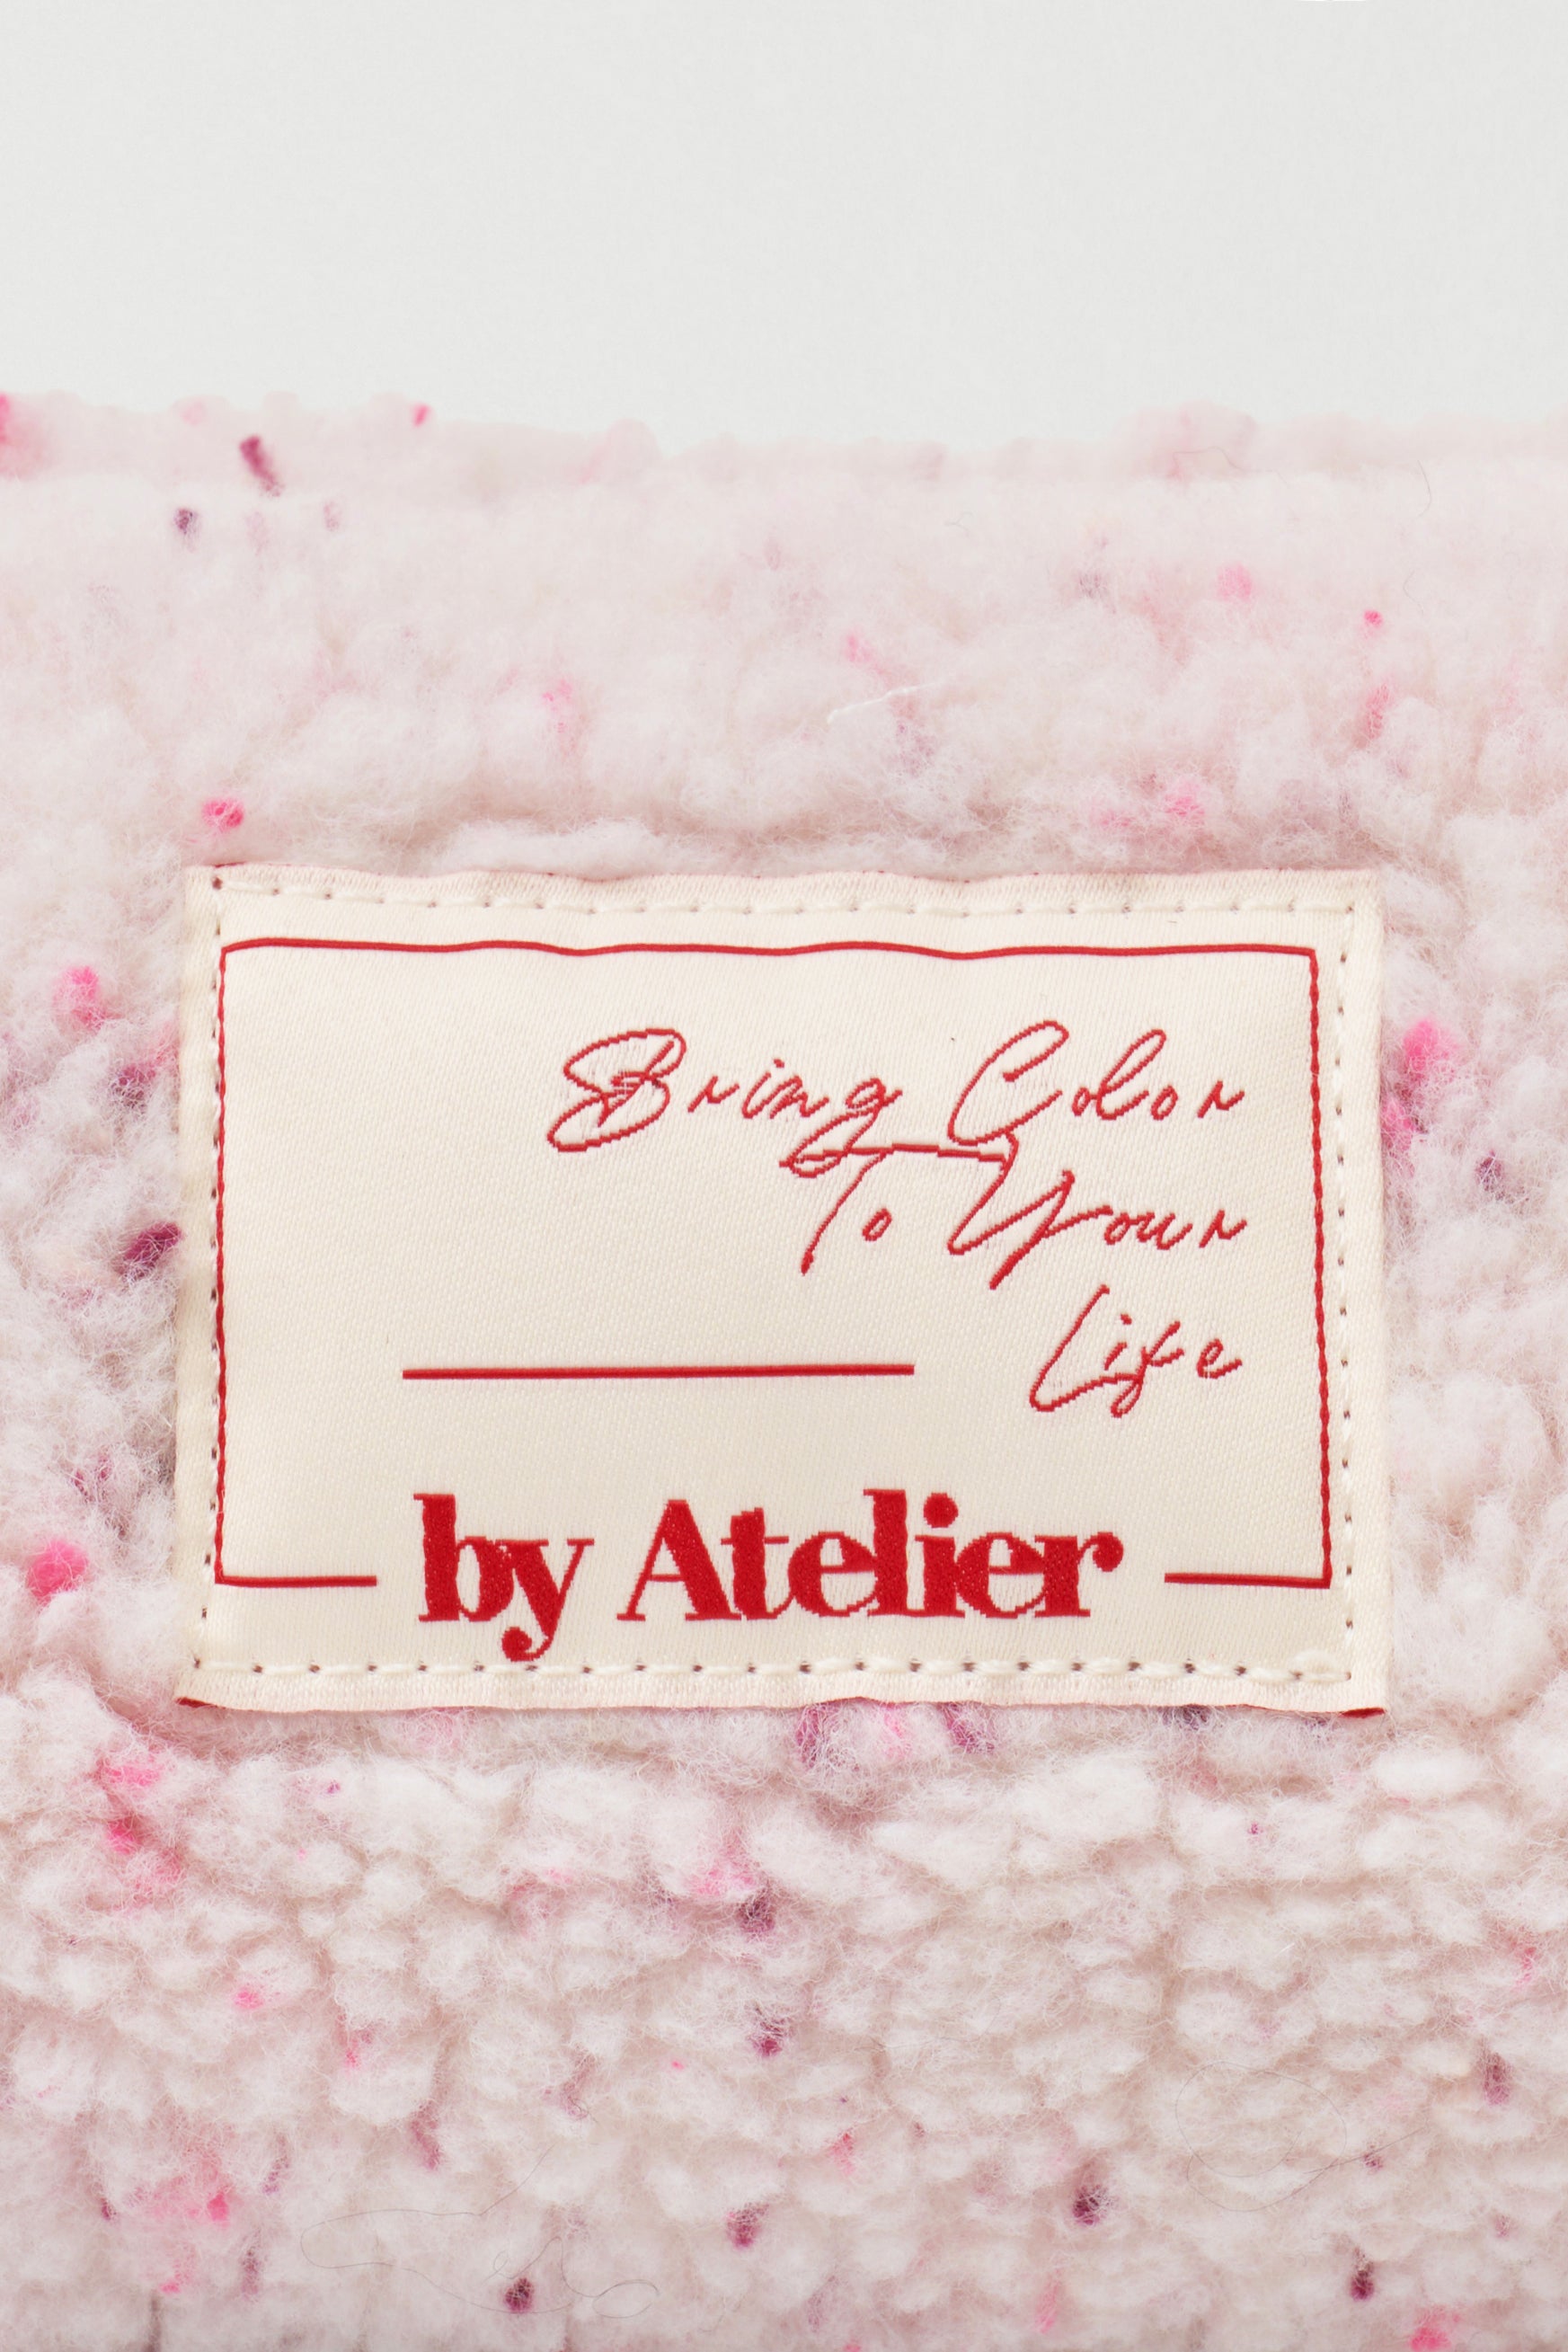 Bring Color
To Your
Life
by Atelier